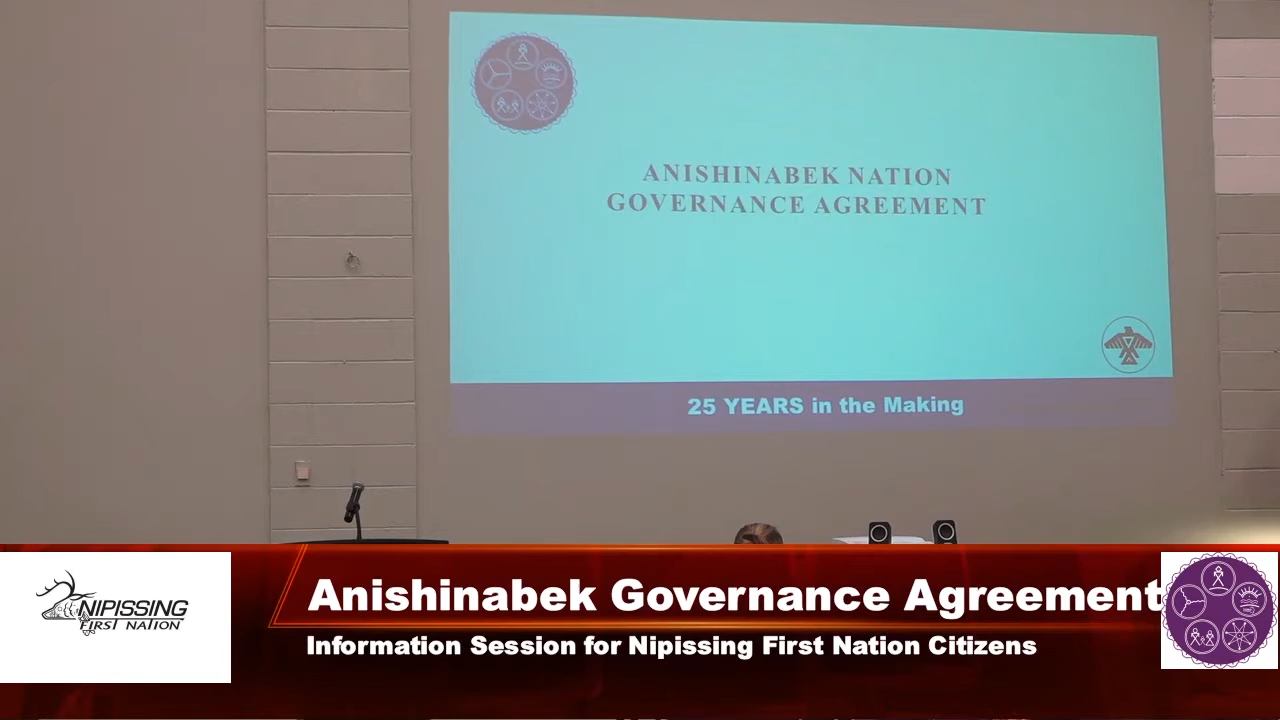 ANISHINABEK NATION
GOVERNANCE AGREEMENT
25 YEARS in the Making
NIPISSING
FIRST NATION
Anishinabek Governance Agreement
Information Session for Nipissing First Nation Citizens